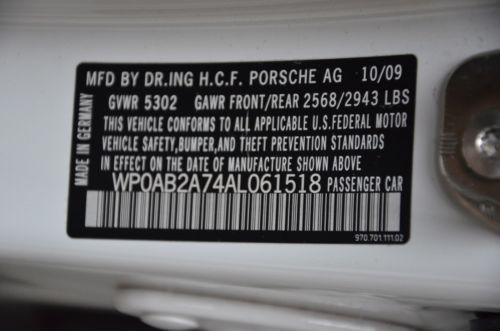 MFD BY DR.ING H.C.F. PORSCHE AG 10/09
GVWR 5302 GAWR FRONT/REAR 2568/2943 LBS
THIS VEHICLE CONFORMS TO ALL APPLICABLE U.S.FEDERAL MOTOR
VEHICLE SAFETY,BUMPER,AND THEFT PREVENTION STANDARDS
IN EFFECT ON THE DATE OF MANUFACTURE SHOWN ABOVE.
WP0AB2A74AL061518 PASSENGER CAR
MADE IN GERMANY
970.701.111.02